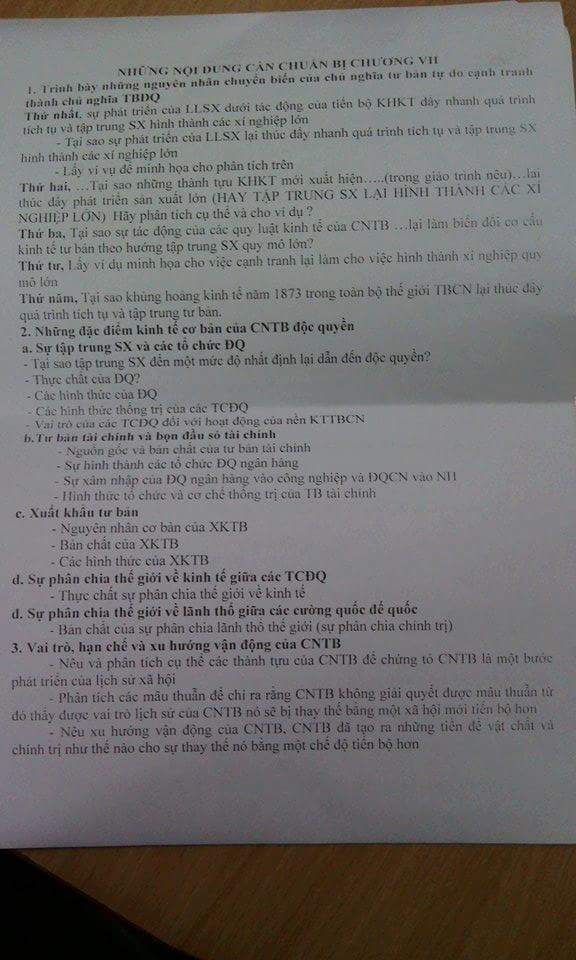 NHỮNG NỘI DUNG CẦN CHUẨN BỊ CHƯƠNG VII
1. Trình bày những nguyên nhân chuyển biến của chủ nghĩa tư bản tự do cạnh tranh
thành chủ nghĩa TBĐQ
Thứ nhất, sự phát triển của LLSX dưới tác động của tiến bộ KHKT đẩy nhanh quá trình
tích tụ và tập trung SX hình thành các xí nghiệp lớn
- Tại sao sự phát triển của LLSX lại thúc đẩy nhanh quá trình tích tụ và tập trung SX
hình thành các xí nghiệp lớn
- Lấy ví vụ để minh họa cho phân tích trên
Thứ hai, ...Tại sao những thành tựu KHKT mới xuất hiện.....(trong giáo trình nêu)...lại
thúc đẩy phát triển sản xuất lớn (HAY TẬP TRUNG SX LẠI HÌNH THÀNH CÁC XÍ
NGHIỆP LỚN) Hãy phân tích cụ thể và cho ví dụ ?
Thứ ba, Tại sao sự tác động của các quy luật kinh tế của CNTB ...lại làm biến đổi cơ cấu
kinh tế tư bản theo hướng tập trung SX quy mô lớn?
Thứ tư, Lấy ví dụ minh họa cho việc cạnh tranh lại làm cho việc hình thành xí nghiệp quy
mô lớn
Thứ năm, Tại sao khủng hoảng kinh tế năm 1873 trong toàn bộ thế giới TBCN lại thúc đẩy
quá trình tích tụ và tập trung tư bản.
2. Những đặc điểm kinh tế cơ bản của CNTB độc quyền
a. Sự tập trung SX và các tổ chức ĐQ
- Tại sao tập trung SX đến một mức độ nhất định lại dẫn đến độc quyền?
- Thực chất của ĐQ?
- Các hình thức của ĐQ
- Các hình thức thống trị của các TCĐQ
- Vai trò của các TCĐQ đối với hoạt động của nền KTTBCN
b.Tư bản tài chính và bọn đầu sỏ tài chính
- Nguồn gốc và bản chất của tư bản tài chính
- Sự hình thành các tổ chức ĐQ ngân hàng
- Sự xâm nhập của ĐQ ngân hàng vào công nghiệp và ĐQCN vào NH
- Hình thức tổ chức và cơ chế thống trị của TB tài chính
c. Xuất khẩu tư bản
- Nguyên nhân cơ bản của XKTB
- Bản chất của XKTB
- Các hình thức của XKTB
d. Sự phân chia thế giới về kinh tế giữa các TCĐQ
- Thực chất sự phân chia thế giới về kinh tế
đ. Sự phân chia thế giới về lãnh thổ giữa các cường quốc đế quốc
- Bản chất của sự phân chia lãnh thổ thế giới (sự phân chia chính trị)
3. Vai trò, hạn chế và xu hướng vận động của CNTB
- Nêu và phân tích cụ thể các thành tựu của CNTB để chứng tỏ CNTB là một bước
phát triển của lịch sử xã hội
- Phân tích các mâu thuẫn để chỉ ra rằng CNTB không giải quyết được mâu thuẫn từ
đó thấy được vai trò lịch sử của CNTB nó sẽ bị thay thế bằng một xã hội mới tiến bộ hơn
- Nêu xu hướng vận động của CNTB, CNTB đã tạo ra những tiền đề vật chất và
chính trị như thế nào cho sự thay thế nó bằng một chế độ tiến bộ hơn